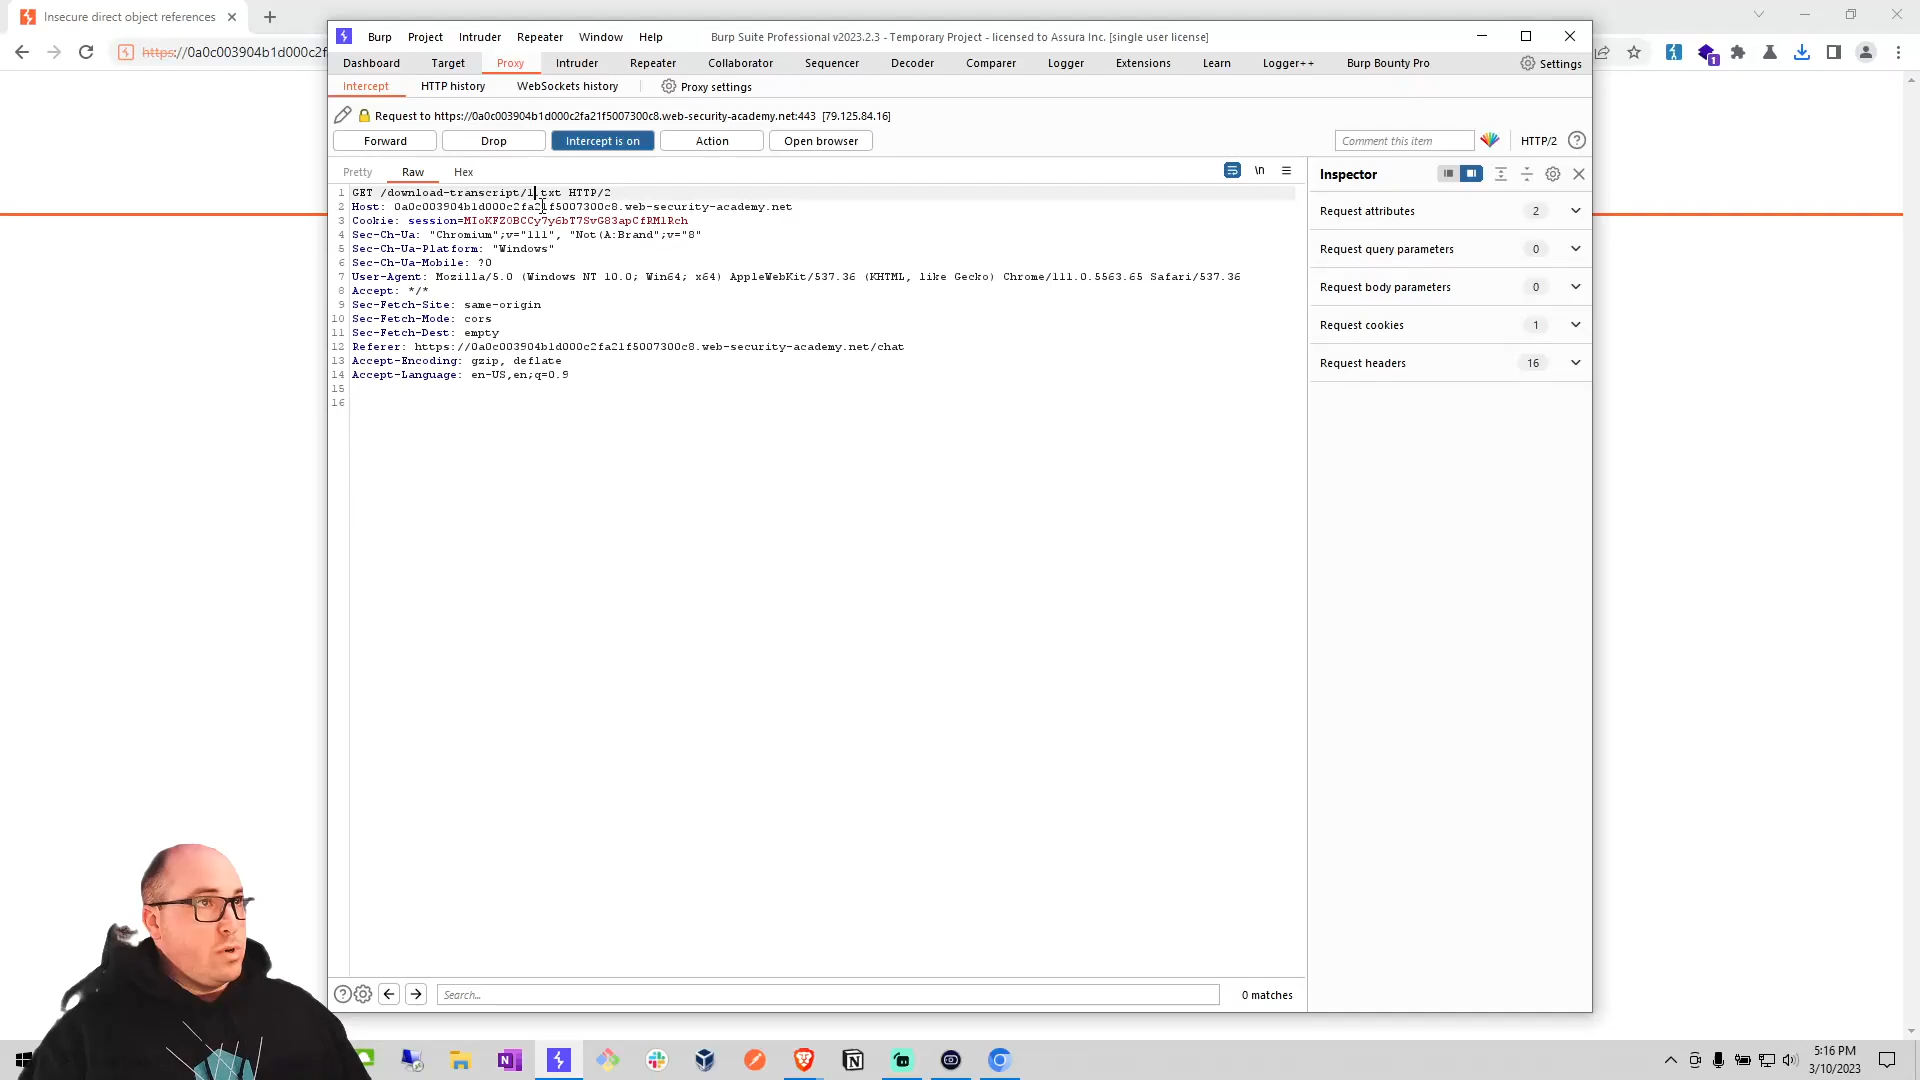 Insecure direct object references
https://0a0c003904b1d000c2f
1
Burp Project Intruder Repeater Window Help
Burp Suite Professional v2023.2.3 - Temporary Project - licensed to Assura Inc. [single user license]
Dashboard Target Proxy Intruder Repeater Collaborator Sequencer Decoder Comparer Logger Extensions Learn Logger++ Burp Bounty Pro Settings
Intercept HTTP history WebSockets history Proxy settings
Request to https://0a0c003904b1d000c2fa21f5007300c8.web-security-academy.net:443 [79.125.84.16]
Forward Drop Intercept is on Action Open browser Comment this item HTTP/2
Pretty Raw Hex \n
1 GET /download-transcript/1.txt HTTP/2
2 Host: 0a0c003904b1d000c2fa21f5007300c8.web-security-academy.net
3 Cookie: session=MIoKFZ0BCCy7y6bT7SvG83apCfRM1Rch
4 Sec-Ch-Ua: "Chromium";v="111", "Not(A:Brand";v="8"
5 Sec-Ch-Ua-Platform: "Windows"
6 Sec-Ch-Ua-Mobile: ?0
7 User-Agent: Mozilla/5.0 (Windows NT 10.0; Win64; x64) AppleWebKit/537.36 (KHTML, like Gecko) Chrome/111.0.5563.65 Safari/537.36
8 Accept: */*
9 Sec-Fetch-Site: same-origin
10 Sec-Fetch-Mode: cors
11 Sec-Fetch-Dest: empty
12 Referer: https://0a0c003904b1d000c2fa21f5007300c8.web-security-academy.net/chat
13 Accept-Encoding: gzip, deflate
14 Accept-Language: en-US,en;q=0.9
15
16
Inspector
Request attributes 2
Request query parameters 0
Request body parameters 0
Request cookies 1
Request headers 16
Search... 0 matches
5:16 PM
3/10/2023